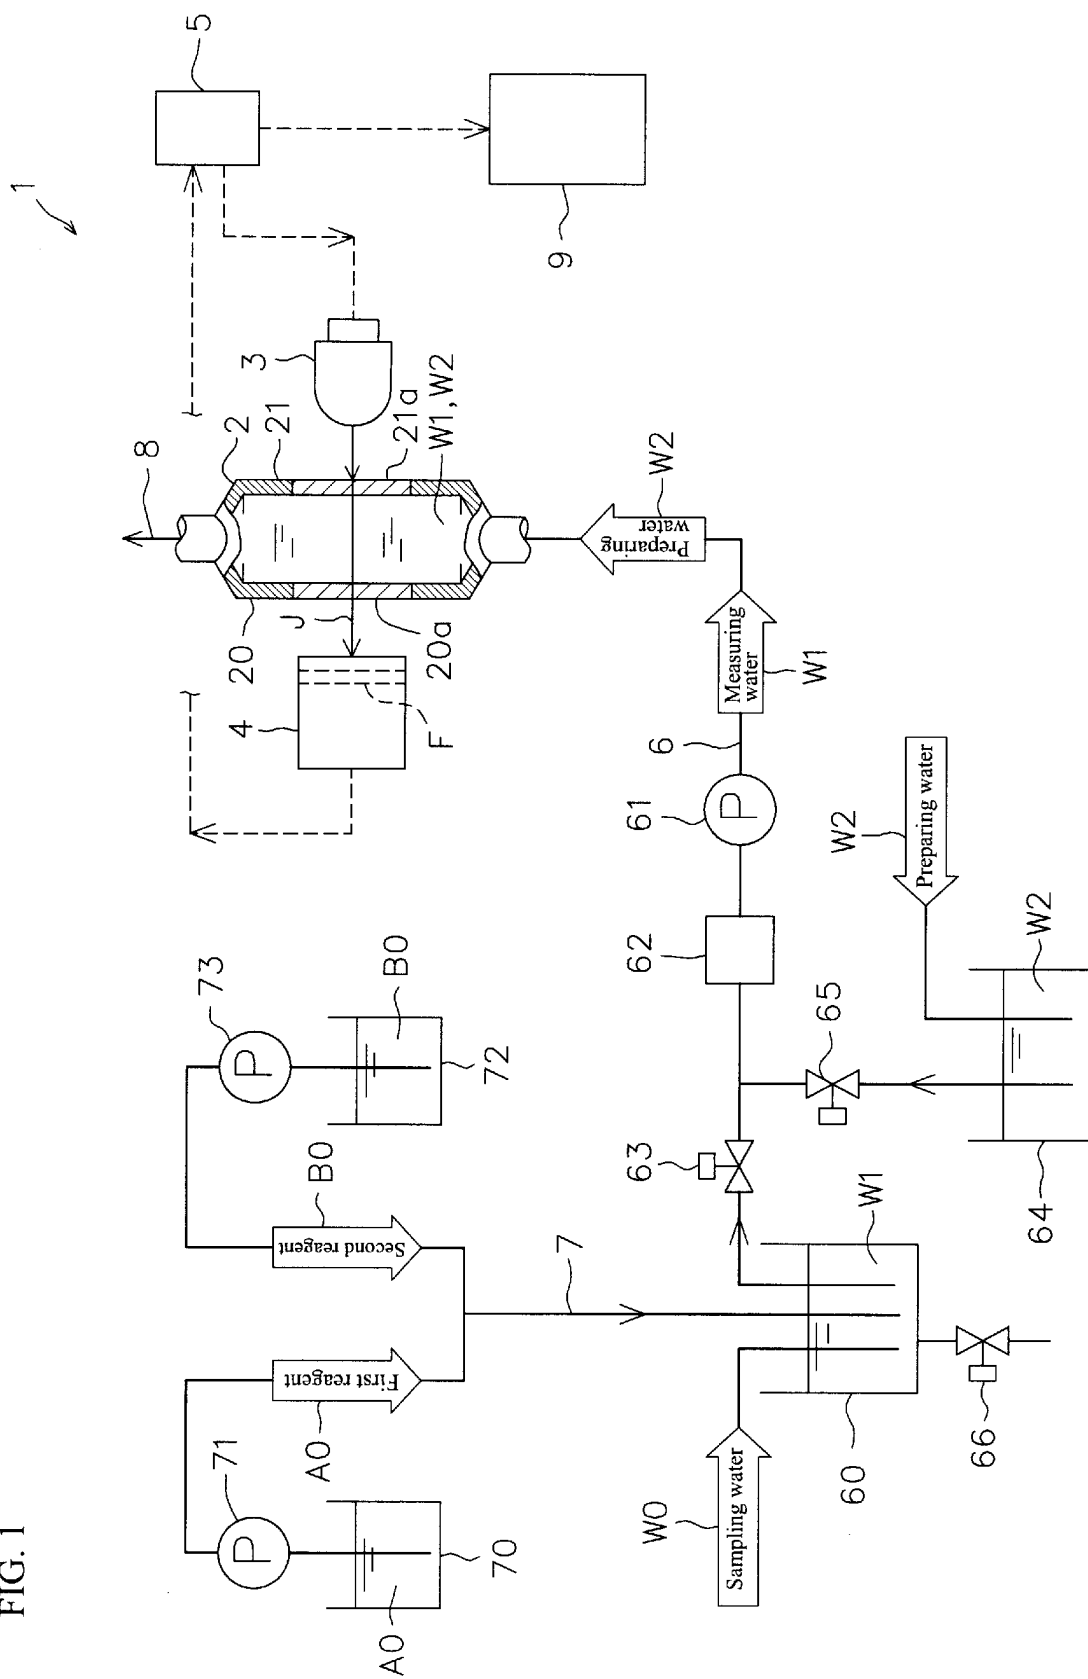 FIG. 1
1
5
9
3
8
2
21
21a
W1, W2
20
J
20a
4
F
W2
Preparing
water
Measuring
water
W1
6
61
62
W2
Preparing water
W2
65
63
64
73
B0
72
B0
Second reagent
71
A0
First reagent
A0
70
7
W1
W0
Sampling water
60
66
P
P
P